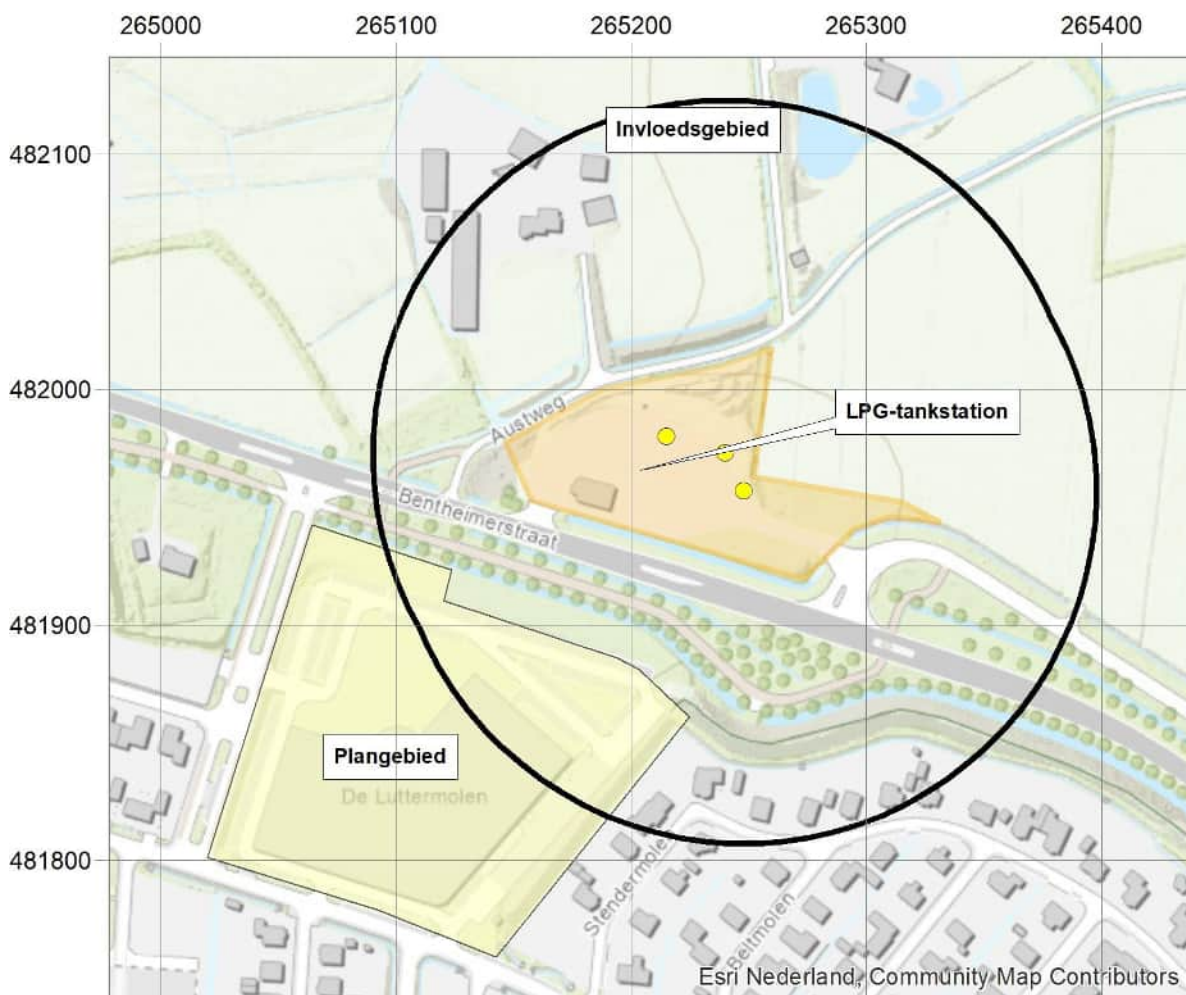 265000 265100 265200 265300 265400
Invloedsgebied
482100
482000
LPG-tankstation
Austweg
Bentheimerstraat
481900
Plangebied
De Luttermolen
481800
Stendermolen
Beltmolen
Esri Nederland, Community Map Contributors